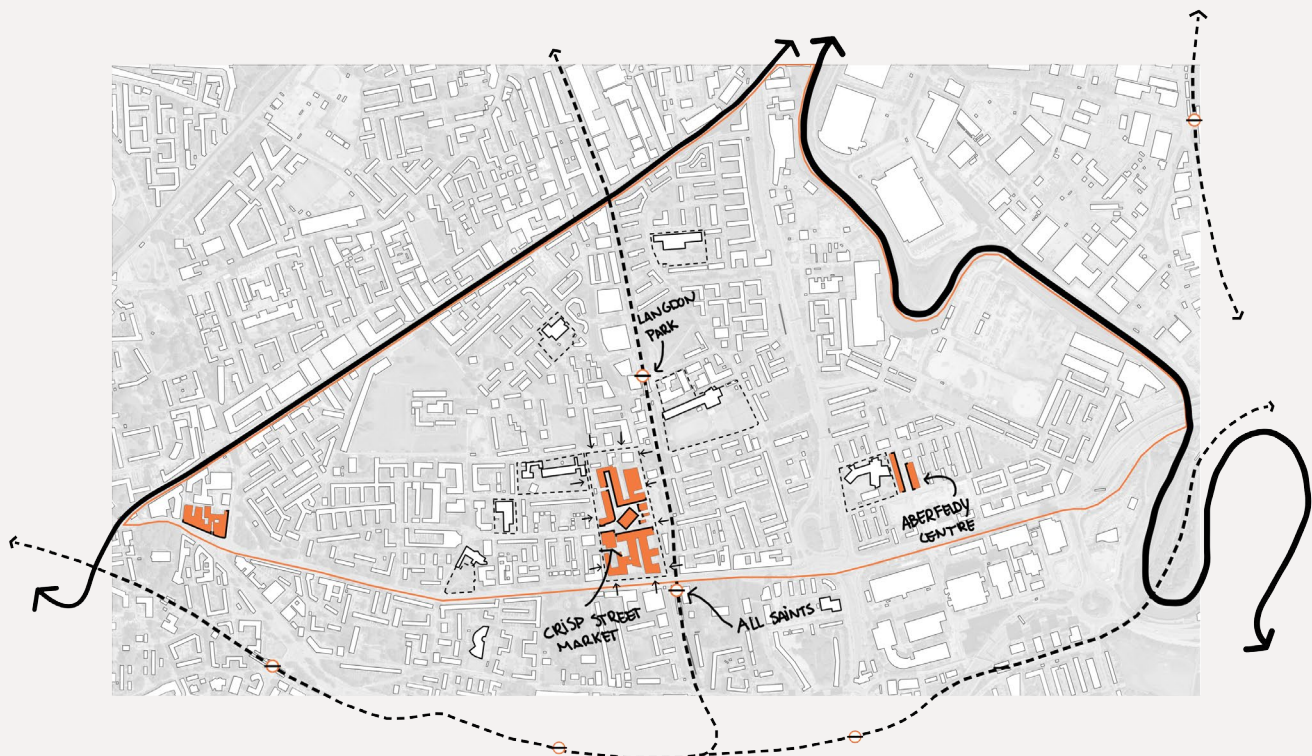 LANGDON
PARK
ABERFELDY
CENTRE
CRISP STREET
MARKET
ALL SAINTS